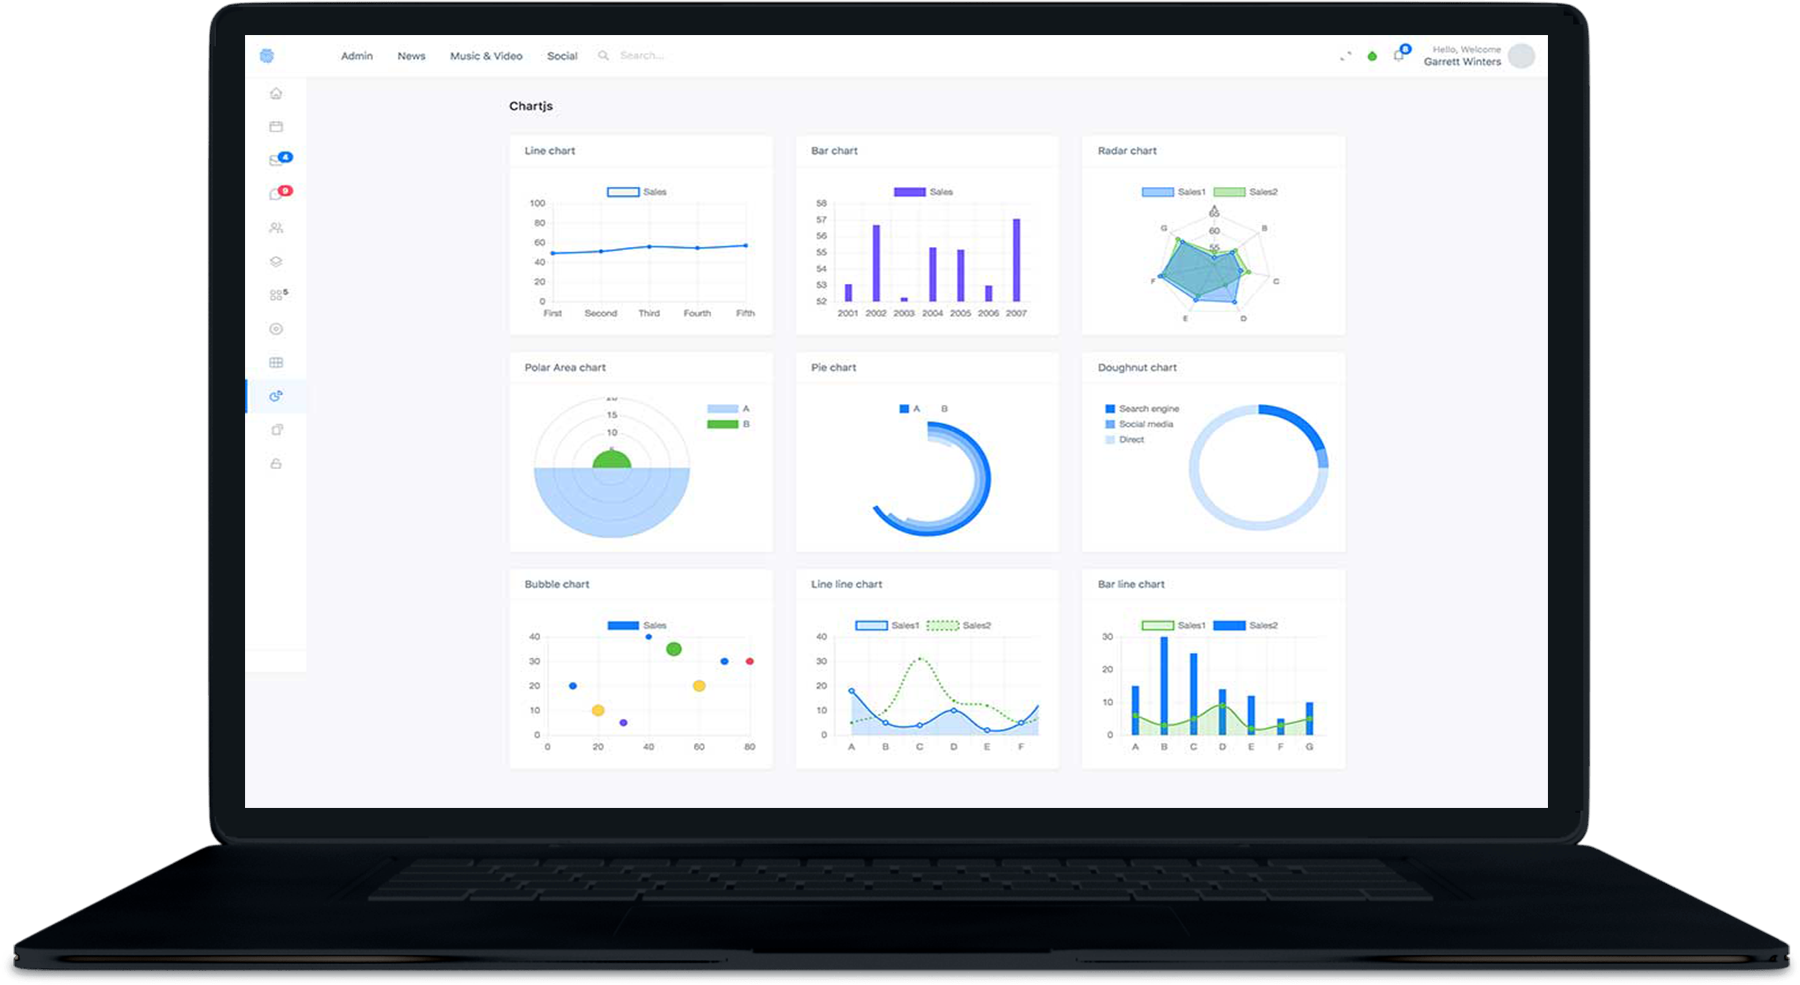 Admin News Music & Video Social Search... 8 Hello, Welcome
Garrett Winters
4
9
5
Chartjs
Line chart
Sales
100
80
60
40
20
0
First Second Third Fourth Fifth
Bar chart
Sales
58
57
56
55
54
53
52
2001 2002 2003 2004 2005 2006 2007
Radar chart
Sales1 Sales2
A
65
60
55
B
C
D
E
F
G
Polar Area chart
A
B
20
15
10
Pie chart
A B
Doughnut chart
Search engine
Social media
Direct
Bubble chart
Sales
40
30
20
10
0
0 20 40 60 80
Line line chart
Sales1 Sales2
40
30
20
10
0
A B C D E F
Bar line chart
Sales1 Sales2
30
20
10
0
A B C D E F G